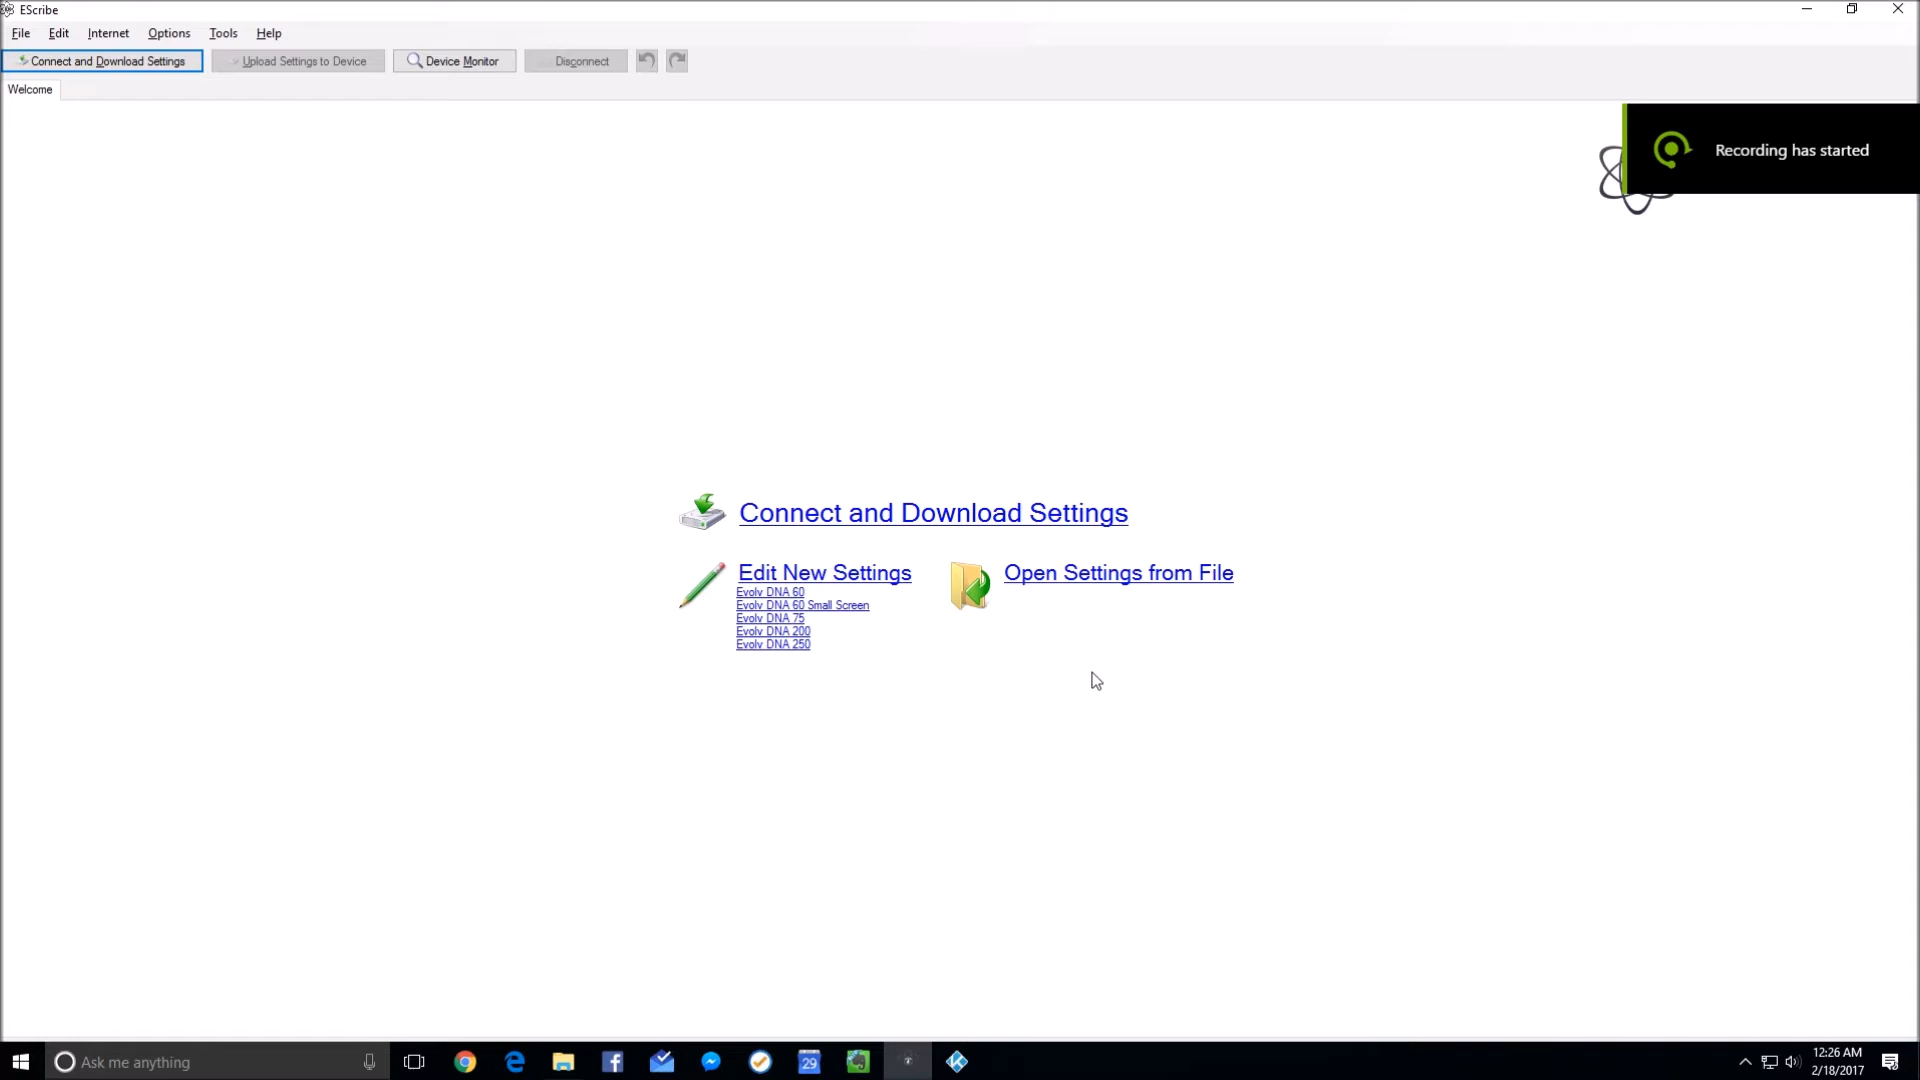 EScribe
File Edit Internet Options Tools Help
Connect and Download Settings Upload Settings to Device Device Monitor Disconnect
Welcome
Recording has started
Connect and Download Settings
Edit New Settings Open Settings from File
Evolv DNA 60
Evolv DNA 60 Small Screen
Evolv DNA 75
Evolv DNA 200
Evolv DNA 250
Ask me anything
29
12:26 AM
2/18/2017